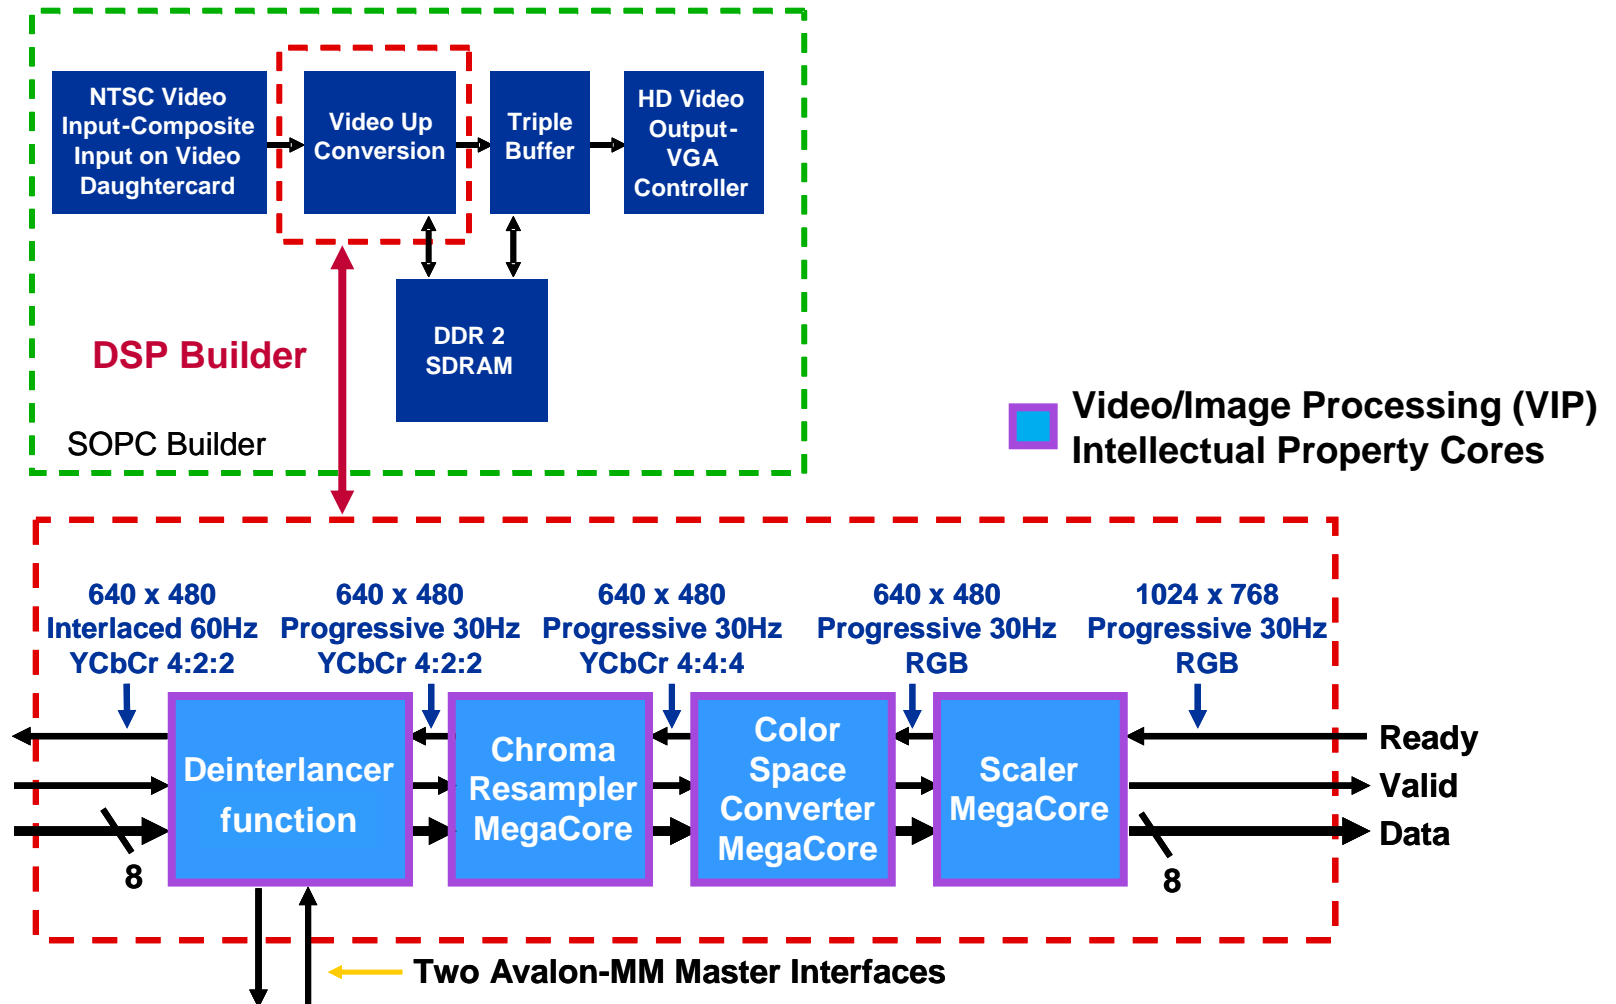 NTSC Video
Input-Composite
Input on Video
Daughtercard
Video Up
Conversion
Triple
Buffer
HD Video
Output-
VGA
Controller
DDR 2
SDRAM
DSP Builder
SOPC Builder
Video/Image Processing (VIP)
Intellectual Property Cores
640 x 480
Interlaced 60Hz
YCbCr 4:2:2
640 x 480
Progressive 30Hz
YCbCr 4:2:2
640 x 480
Progressive 30Hz
YCbCr 4:4:4
640 x 480
Progressive 30Hz
RGB
1024 x 768
Progressive 30Hz
RGB
Deinterlancer
function
Chroma
Resampler
MegaCore
Color
Space
Converter
MegaCore
Scaler
MegaCore
Ready
Valid
Data
8
8
Two Avalon-MM Master Interfaces